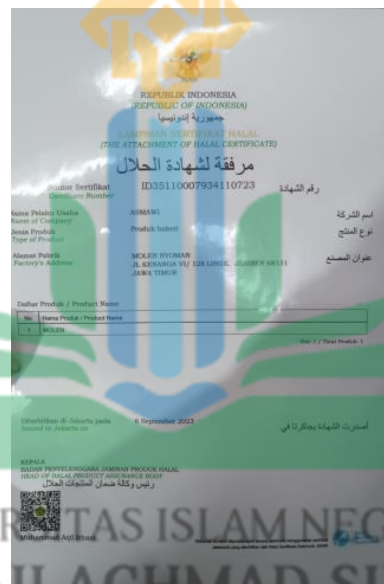 REPUBLIK INDONESIA
(REPUBLIC OF INDONESIA)
جمهورية إندونيسيا
LAMPIRAN SERTIFIKAT HALAL
(THE ATTACHMENT OF HALAL CERTIFICATE)
مرفقة لشهادة الحلال
Nomor Sertifikat ID35110007934110723 رقم الشهادة
Certificate Number
Nama Pelaku Usaha ASMAWI اسم الشركة
Name of Company
Jenis Produk Produk bakeri نوع المنتج
Type of Product
Alamat Pabrik MOLEN NYOMAN عنوان المصنع
Factory's Address JL KENANGA VI/ 128 JEMBER 68131
JAWA TIMUR
Daftar Produk / Product Name
No Nama Produk / Product Name
1 MOLEN
Hal: 1 / Total Produk: 1
Diterbitkan di Jakarta pada 6 September 2023 أصدرت الشهادة بجاكرتا في
Issued in Jakarta on
KEPALA
BADAN PENYELENGGARA JAMINAN PRODUK HALAL
HEAD OF HALAL PRODUCT ASSURANCE BODY
رئيس وكالة ضمان المنتجات الحلال
Muhammad Aqil Irham
ISLAM
ACHMAD